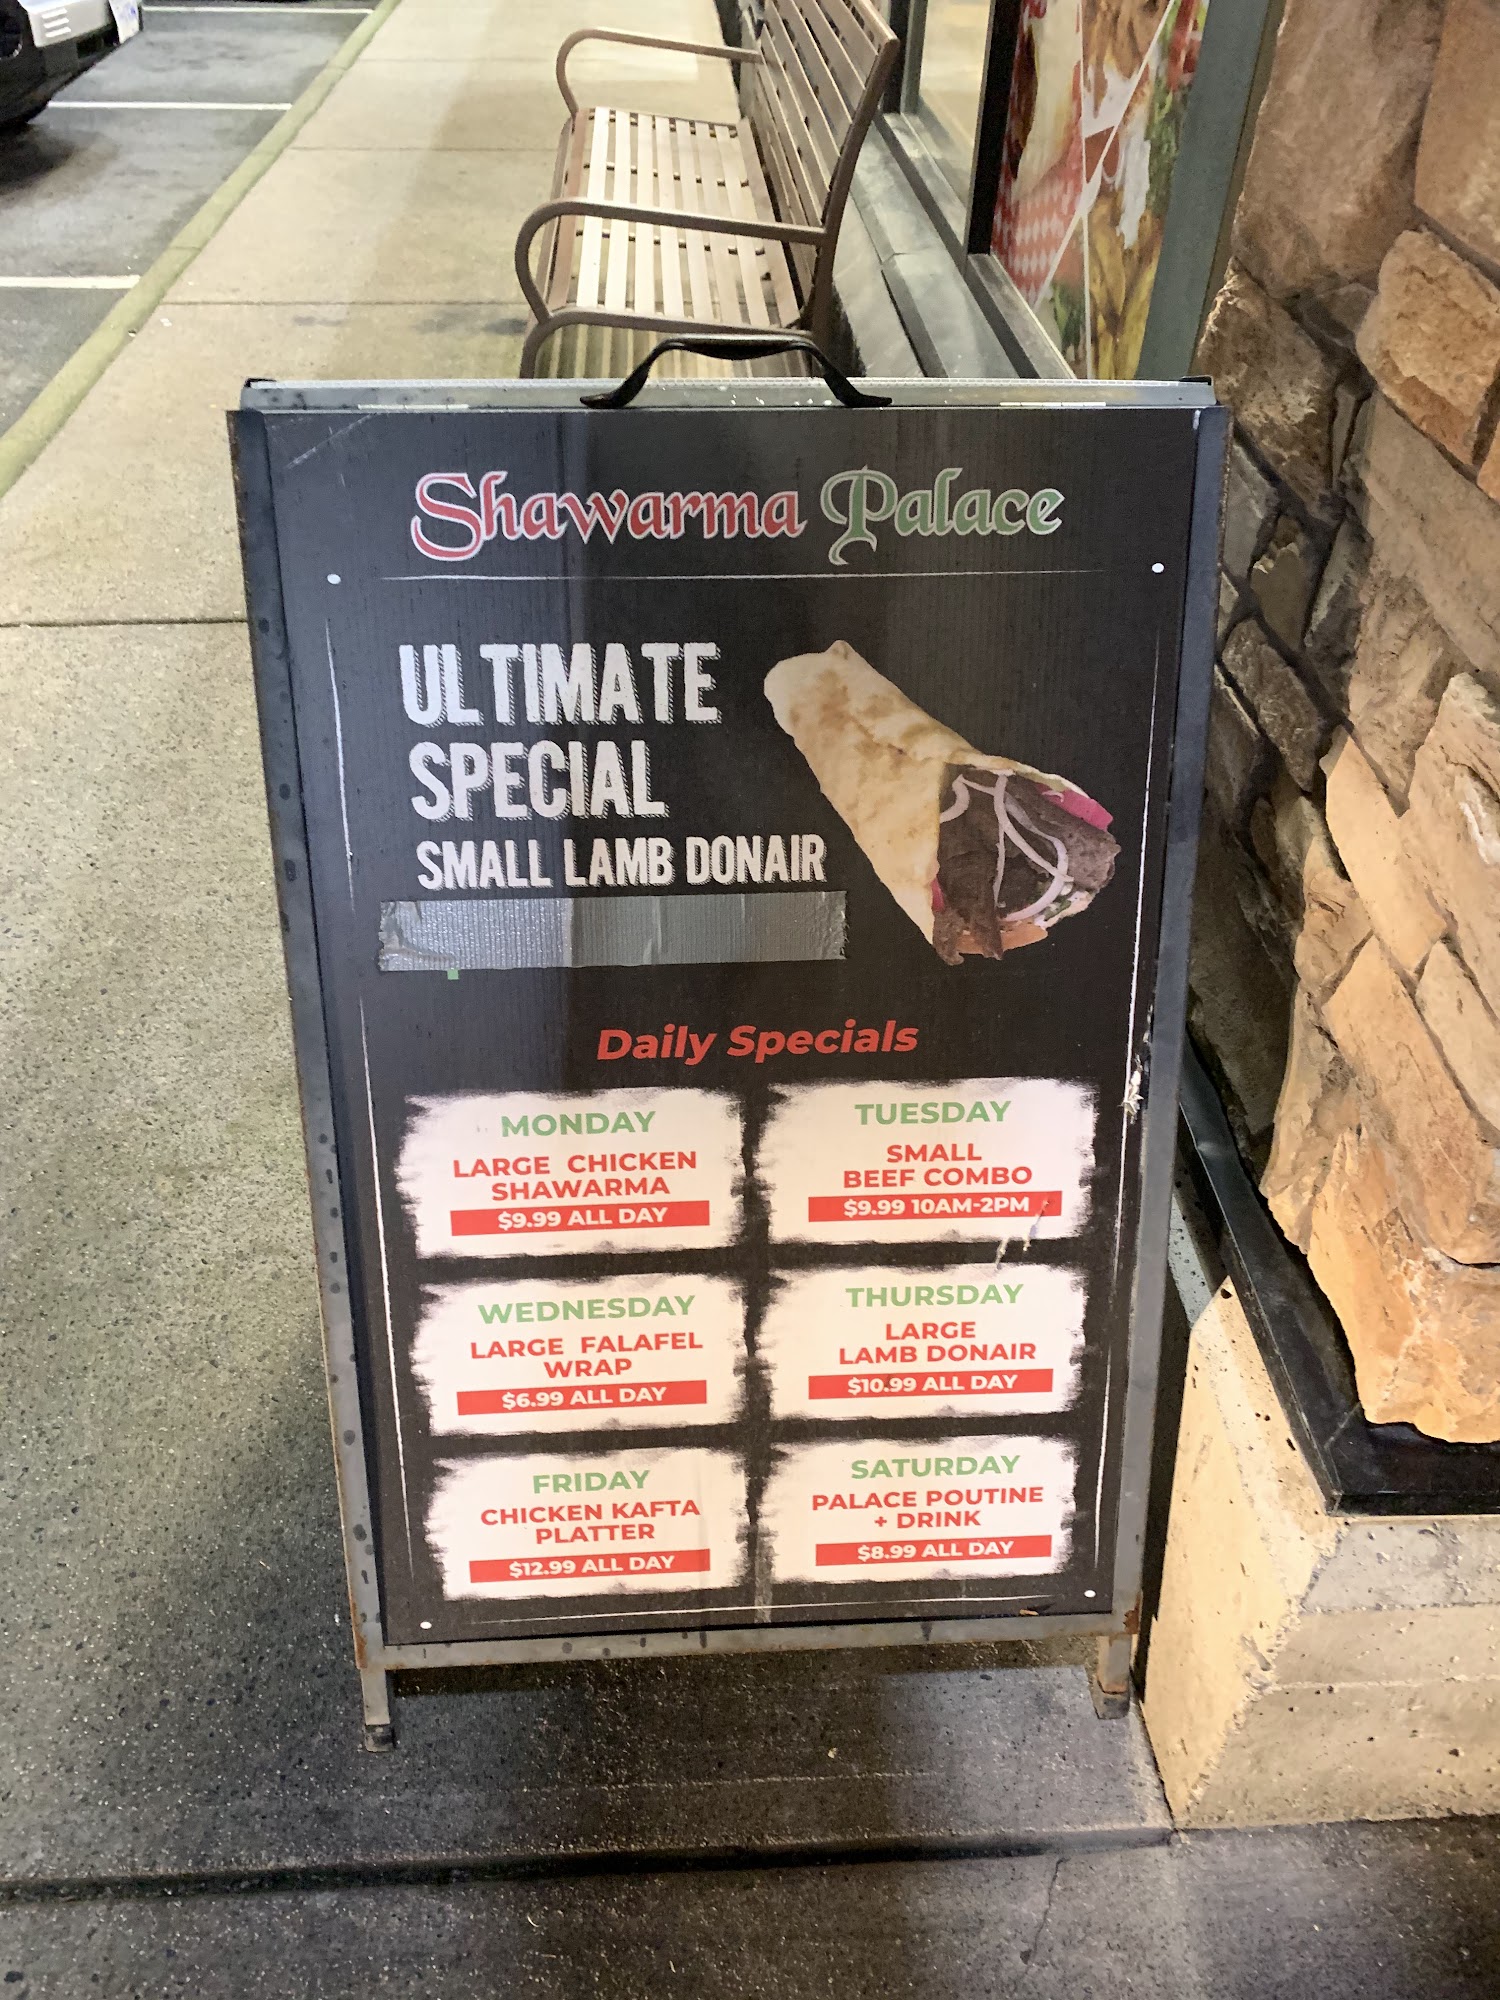 Shawarma Palace
ULTIMATE
SPECIAL
SMALL LAMB DONAIR
Daily Specials
MONDAY
LARGE CHICKEN
SHAWARMA
$9.99 ALL DAY
TUESDAY
SMALL
BEEF COMBO
$9.99 10AM-2PM
WEDNESDAY
LARGE FALAFEL
WRAP
$6.99 ALL DAY
THURSDAY
LARGE
LAMB DONAIR
$10.99 ALL DAY
FRIDAY
CHICKEN KAFTA
PLATTER
$12.99 ALL DAY
SATURDAY
PALACE POUTINE
+ DRINK
$8.99 ALL DAY